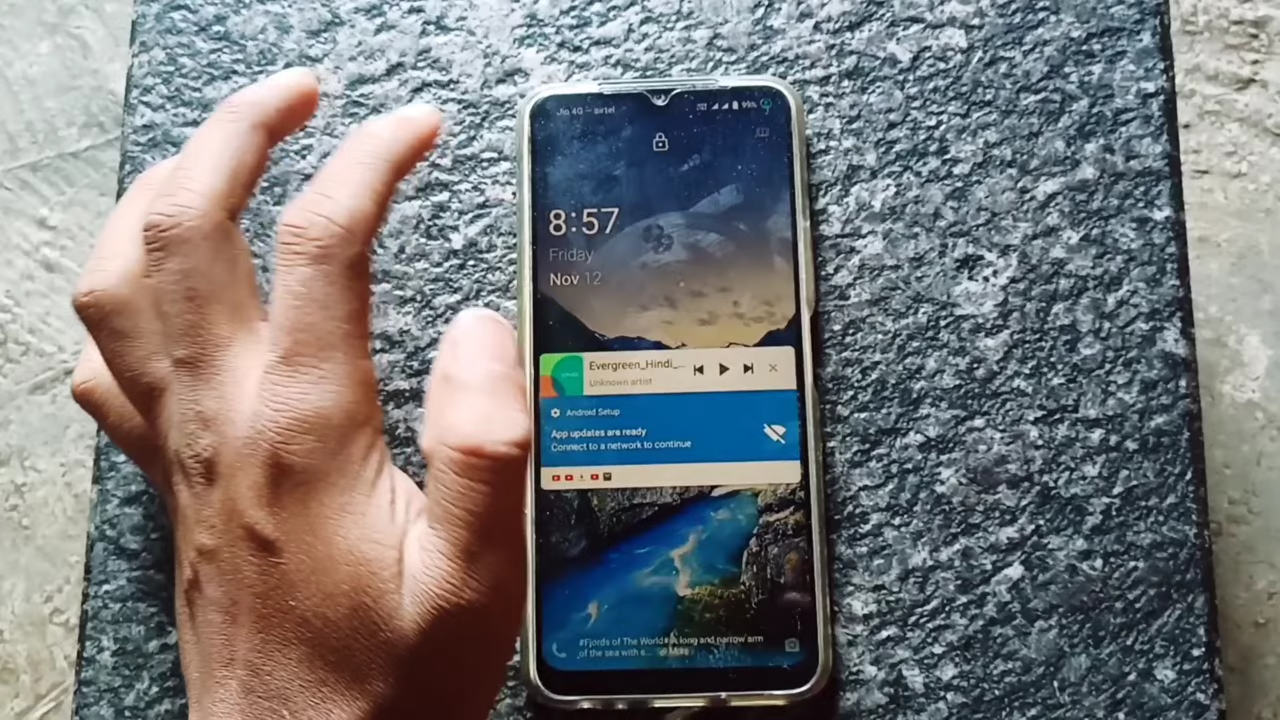 Jio 4G — airtel
99%
8:57
Friday
Nov 12
Evergreen_Hindi_...
Unknown artist
Android Setup
App updates are ready
Connect to a network to continue
#Fjords of The World# A long and narrow arm
of the sea with s... More